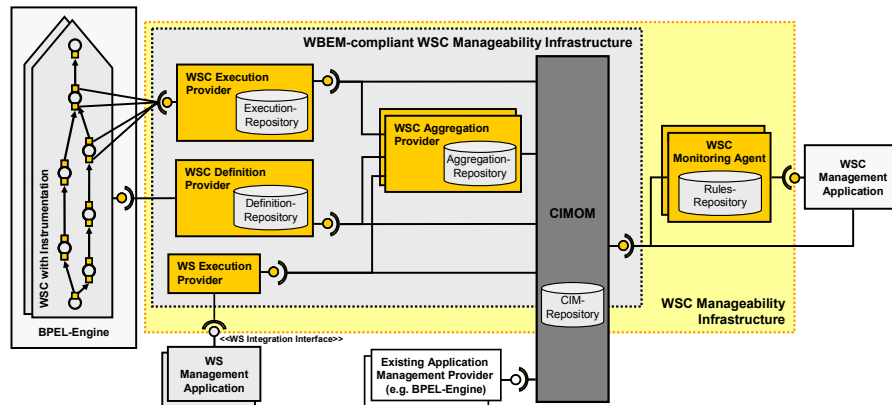 WBEM-compliant WSC Manageability Infrastructure
WSC with Instrumentation
BPEL-Engine
WSC Execution
Provider
Execution-
Repository
WSC Definition Provider
Definition-
Repository
WS Execution
Provider
WSC Aggregation
Provider
Aggregation-
Repository
CIMOM
CIM-
Repository
WSC
Monitoring Agent
Rules-
Repository
WSC
Management
Application
WSC Manageability
Infrastructure
<<WS Integration Interface>>
WS
Management
Application
Existing Application
Management Provider
(e.g. BPEL-Engine)